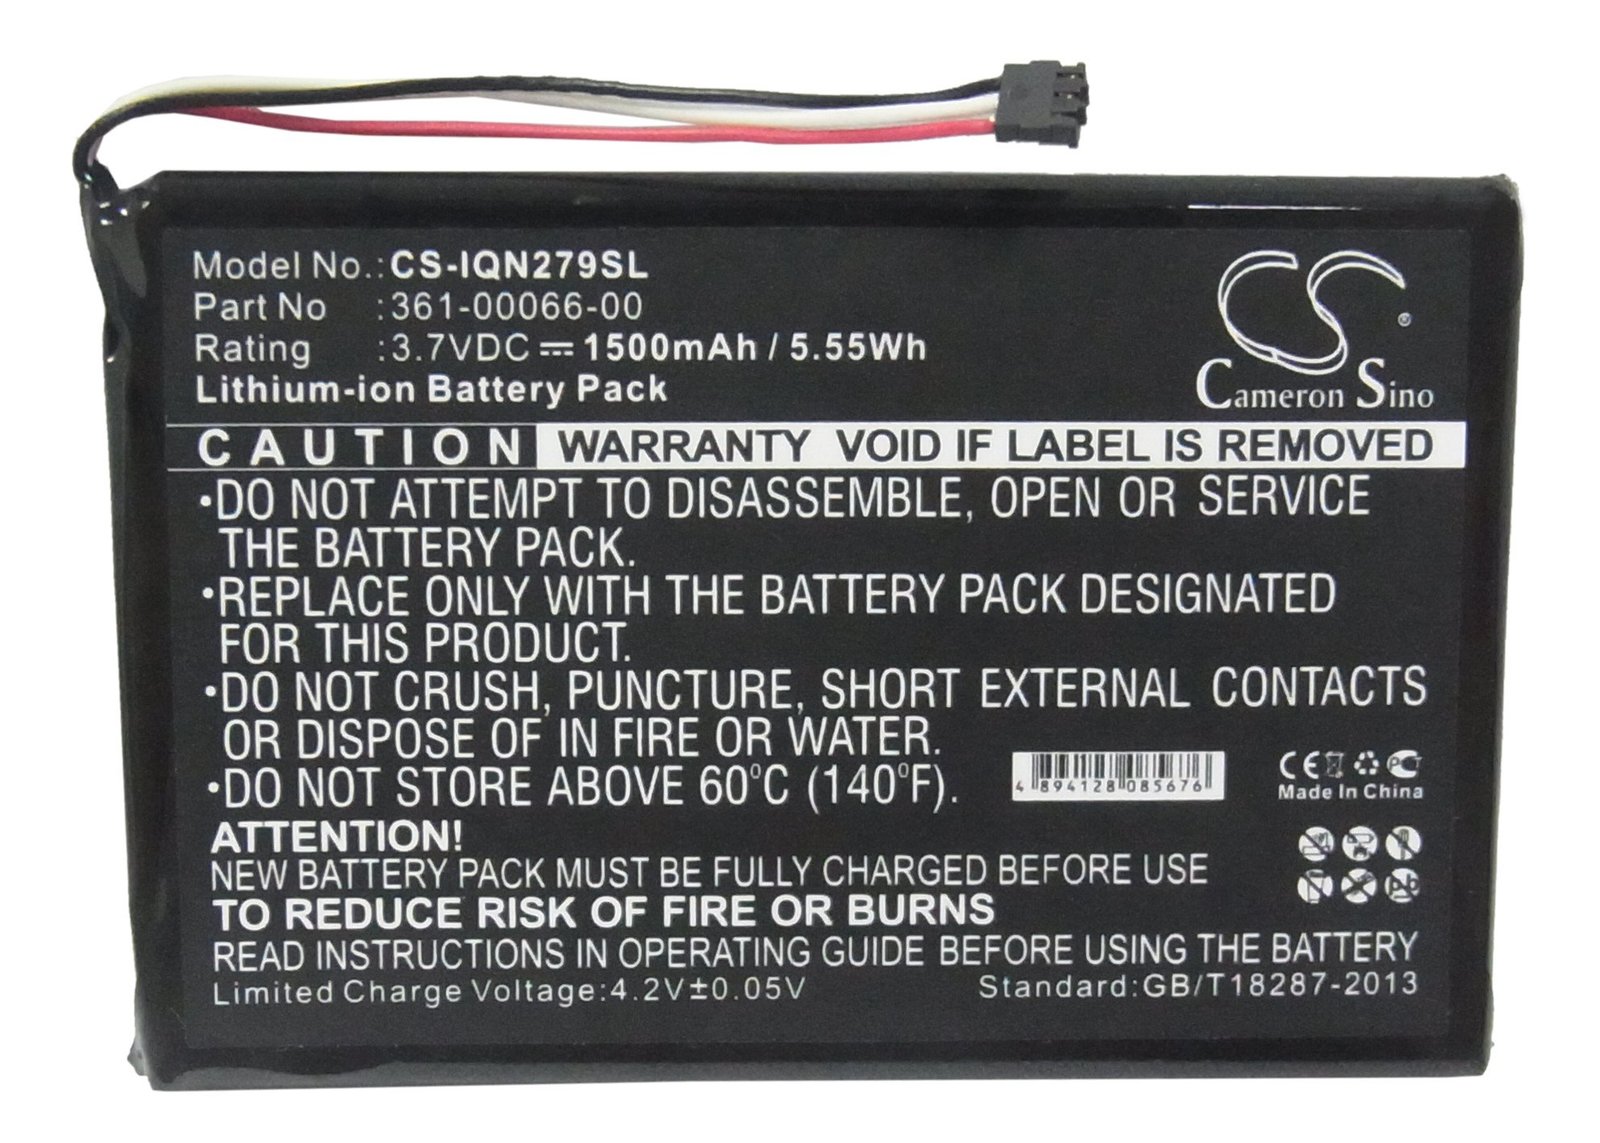 Model No.: CS-IQN279SL
Part No :361-00066-00
Rating :3.7VDC ⎓ 1500mAh / 5.55Wh
Lithium-ion Battery Pack
CS ®
Cameron Sino
CAUTION WARRANTY VOID IF LABEL IS REMOVED
•DO NOT ATTEMPT TO DISASSEMBLE, OPEN OR SERVICE
THE BATTERY PACK.
•REPLACE ONLY WITH THE BATTERY PACK DESIGNATED
FOR THIS PRODUCT.
•DO NOT CRUSH, PUNCTURE, SHORT EXTERNAL CONTACTS
OR DISPOSE OF IN FIRE OR WATER.
•DO NOT STORE ABOVE 60°C (140°F).
4 894128 085676
CE
Made In China
ATTENTION!
NEW BATTERY PACK MUST BE FULLY CHARGED BEFORE USE
TO REDUCE RISK OF FIRE OR BURNS
READ INSTRUCTIONS IN OPERATING GUIDE BEFORE USING THE BATTERY
Limited Charge Voltage:4.2V±0.05V
Standard:GB/T18287-2013